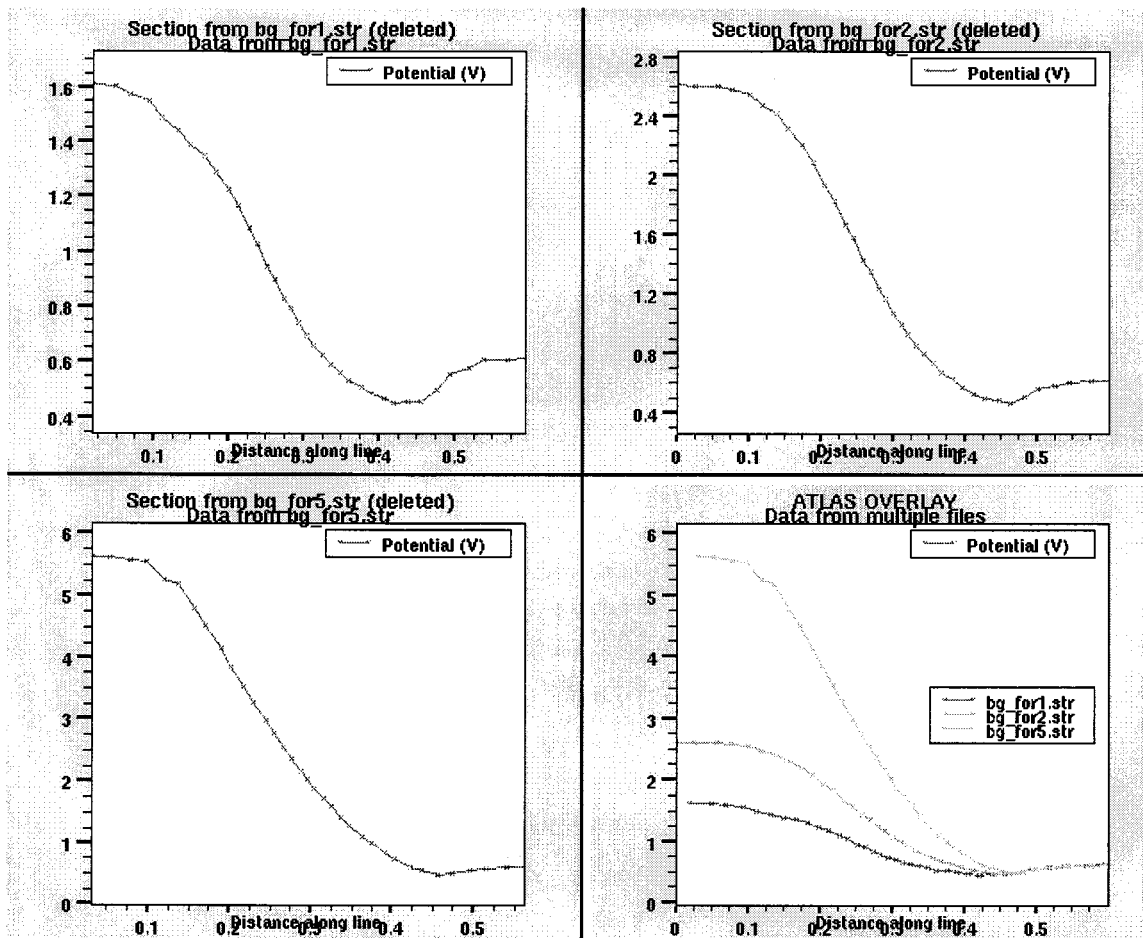 Section from bg_for1.str (deleted)
Data from bg_for1.str
Potential (V)
1.6
1.4
1.2
1
0.8
0.6
0.4
0.1
0.2
0.3
0.4
0.5
Distance along line
Section from bg_for2.str (deleted)
Data from bg_for2.str
Potential (V)
2.8
2.4
2
1.6
1.2
0.8
0.4
0
0.1
0.2
0.3
0.4
0.5
Distance along line
Section from bg_for5.str (deleted)
Data from bg_for5.str
Potential (V)
6
5
4
3
2
1
0
0.1
0.2
0.3
0.4
0.5
Distance along line
ATLAS OVERLAY
Data from multiple files
Potential (V)
6
5
4
3
2
1
0
bg_for1.str
bg_for2.str
bg_for5.str
0
0.1
0.2
0.3
0.4
0.5
Distance along line